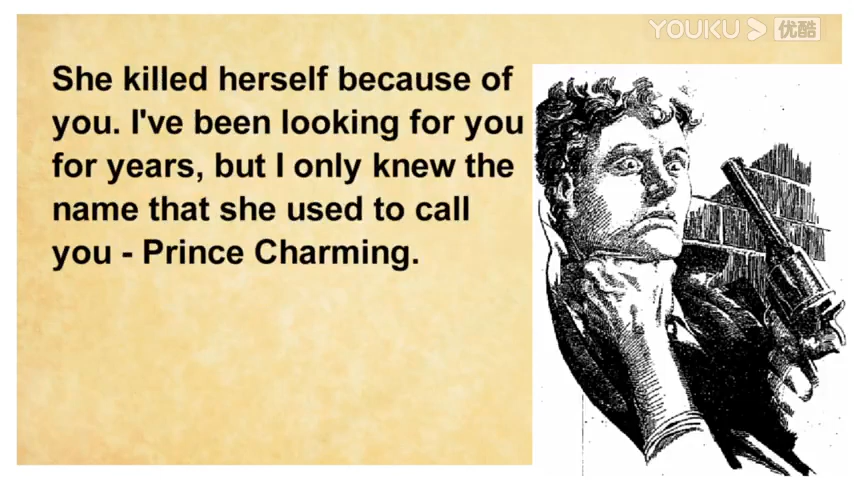 YOUKU 优酷
She killed herself because of
you. I've been looking for you
for years, but I only knew the
name that she used to call
you - Prince Charming.